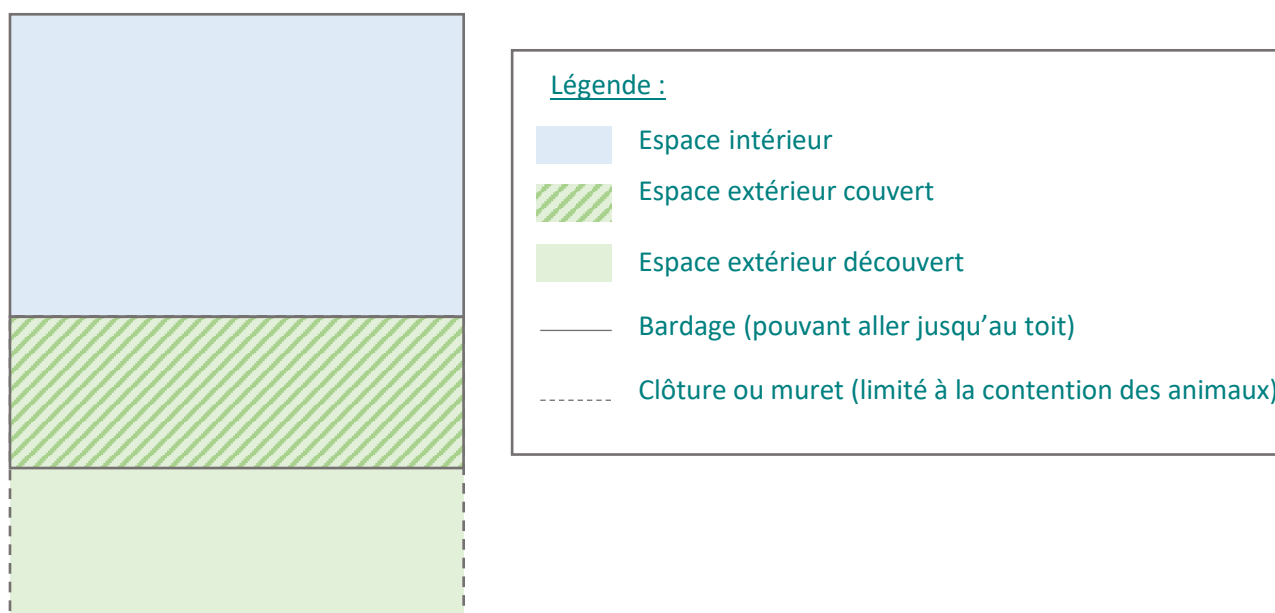 Légende :
Espace intérieur
Espace extérieur couvert
Espace extérieur découvert
Bardage (pouvant aller jusqu’au toit)
Clôture ou muret (limité à la contention des animaux)